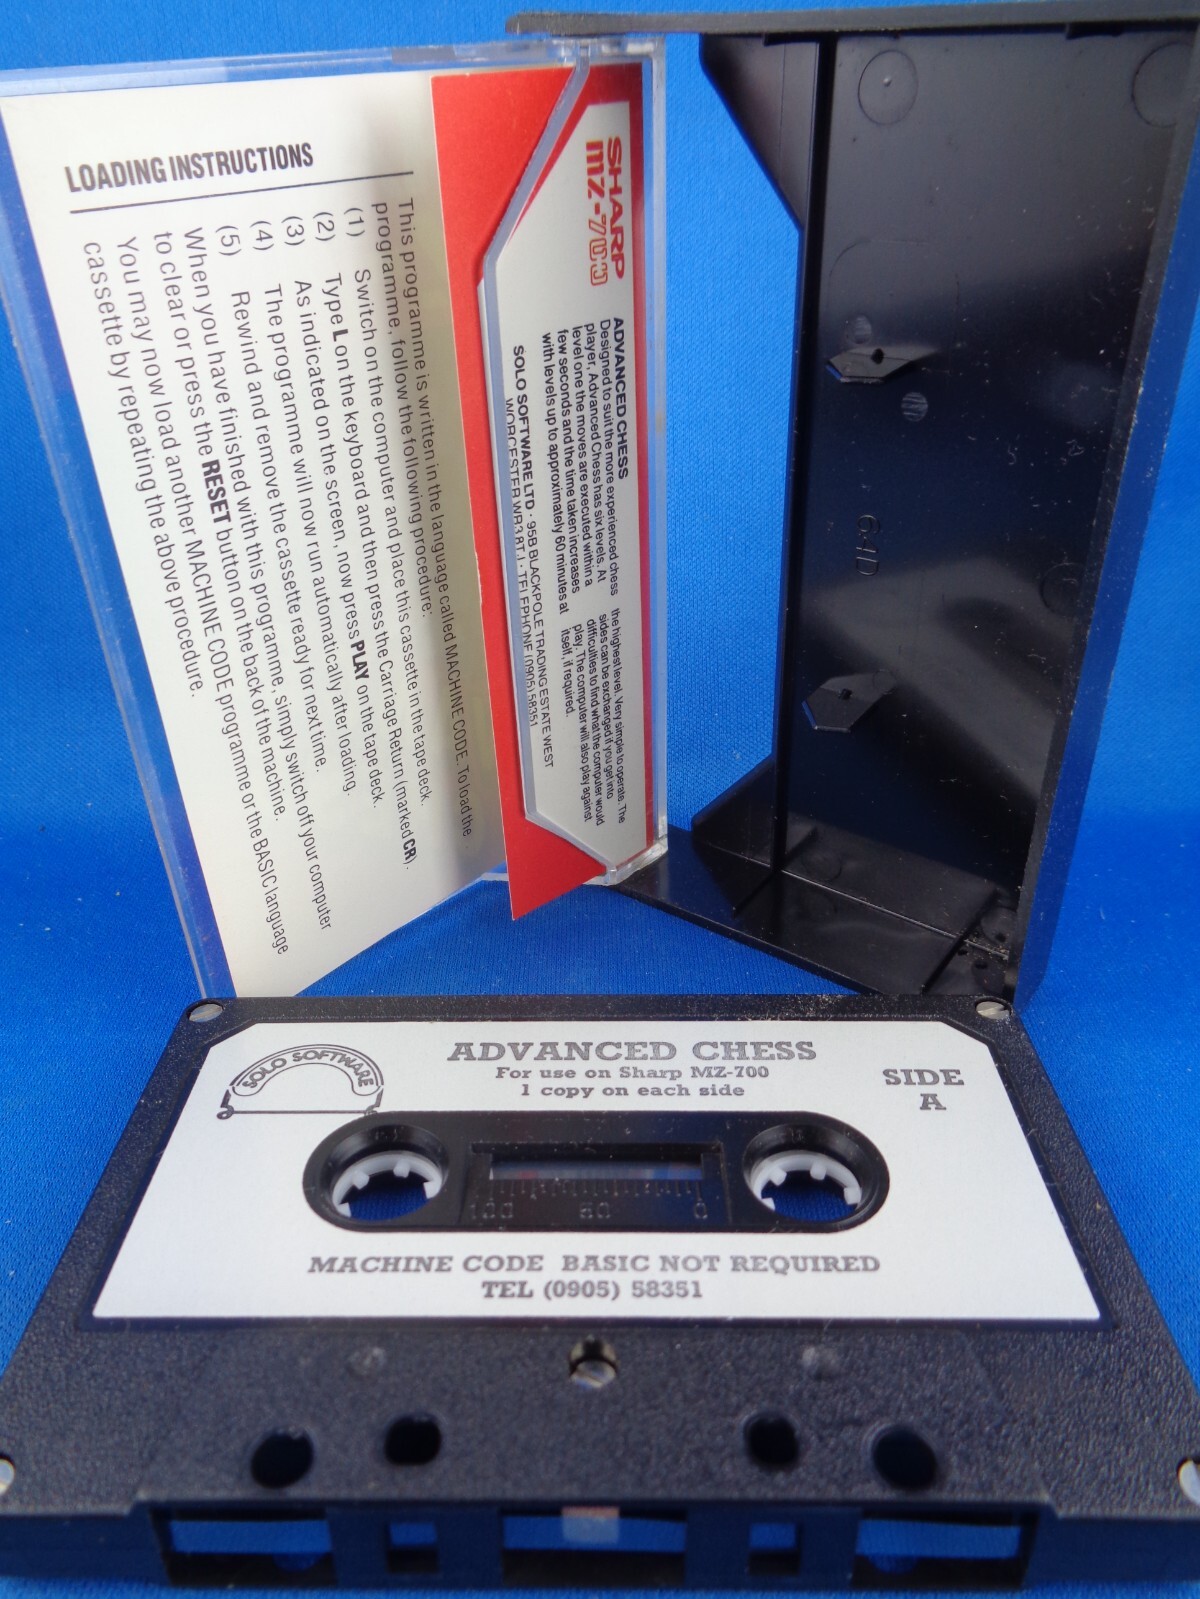 LOADING INSTRUCTIONS
This programme is written in the language called MACHINE CODE. To load the
programme, follow the following procedure:
(1) Switch on the computer and place this cassette in the tape deck.
(2) Type L on the keyboard and then press the Carriage Return (marked CR).
(3) As indicated on the screen, now press PLAY on the tape deck.
(4) The programme will now run automatically after loading.
(5) Rewind and remove the cassette ready for next time.
When you have finished with this programme, simply switch off your computer
to clear or press the RESET button on the back of the machine.
You may now load another MACHINE CODE programme or the BASIC language
cassette by repeating the above procedure.
SHARP
MZ-700
ADVANCED CHESS
Designed to suit the more experienced chess
player, Advanced Chess has six levels. At
level one the moves are executed within a
few seconds and the time taken increases
with levels up to approximately 60 minutes at
the highest level. Very simple to operate. The
sides can be exchanged if you get into
difficulties to find what the computer would
play. The computer will also play against
itself, if required.
SOLO SOFTWARE LTD · 95B BLACKPOLE TRADING ESTATE WEST
WORCESTER WR3 8TJ · TELEPHONE (0905) 58351
64D
SOLO SOFTWARE
ADVANCED CHESS
For use on Sharp MZ-700
1 copy on each side
SIDE
A
100 50 0
MACHINE CODE BASIC NOT REQUIRED
TEL (0905) 58351